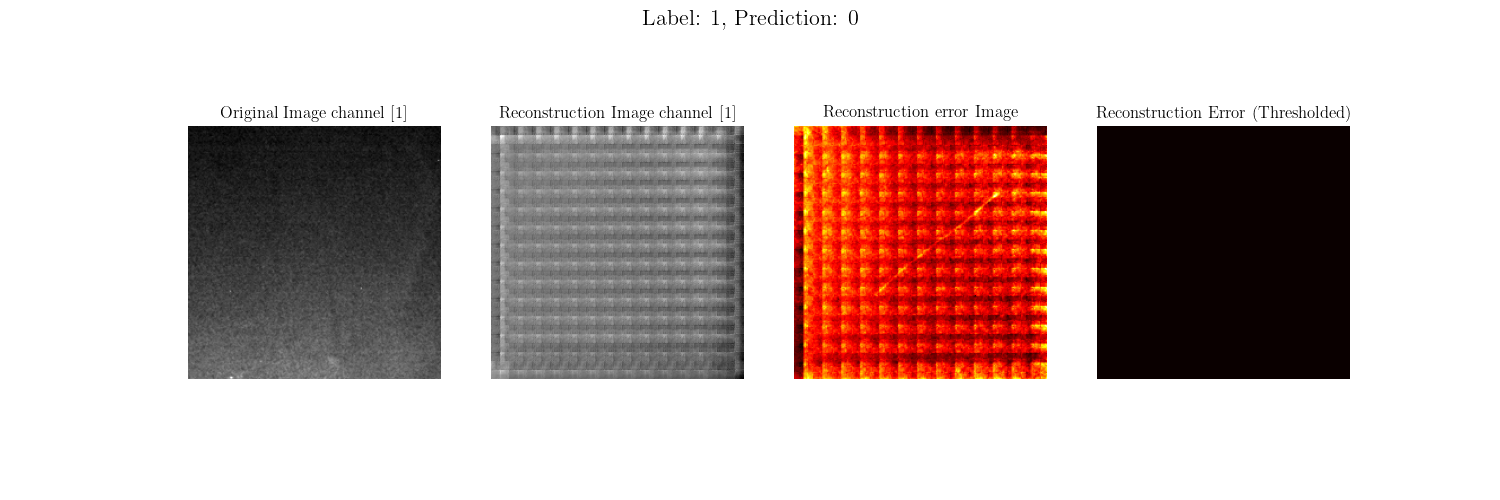 Label: 1, Prediction: 0
Original Image channel [1]
Reconstruction Image channel [1]
Reconstruction error Image
Reconstruction Error (Thresholded)